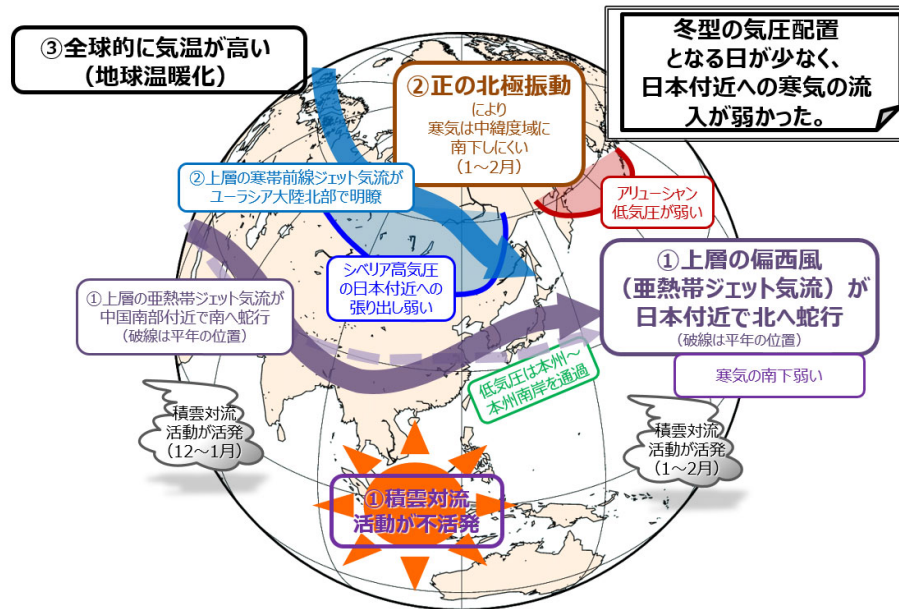 ③全球的に気温が高い
(地球温暖化)
冬型の気圧配置
となる日が少なく、
日本付近への寒気の流
入が弱かった。
②正の北極振動
により
寒気は中緯度域に
南下しにくい
(1～2月)
②上層の寒帯前線ジェット気流が
ユーラシア大陸北部で明瞭
アリューシャン
低気圧が弱い
シベリア高気圧
の日本付近への
張り出し弱い
①上層の偏西風
(亜熱帯ジェット気流)が
日本付近で北へ蛇行
(破線は平年の位置)
①上層の亜熱帯ジェット気流が
中国南部付近で南へ蛇行
(破線は平年の位置)
寒気の南下弱い
低気圧は本州～
本州南岸を通過
積雲対流
活動が活発
(12～1月)
積雲対流
活動が活発
(1～2月)
①積雲対流
活動が不活発